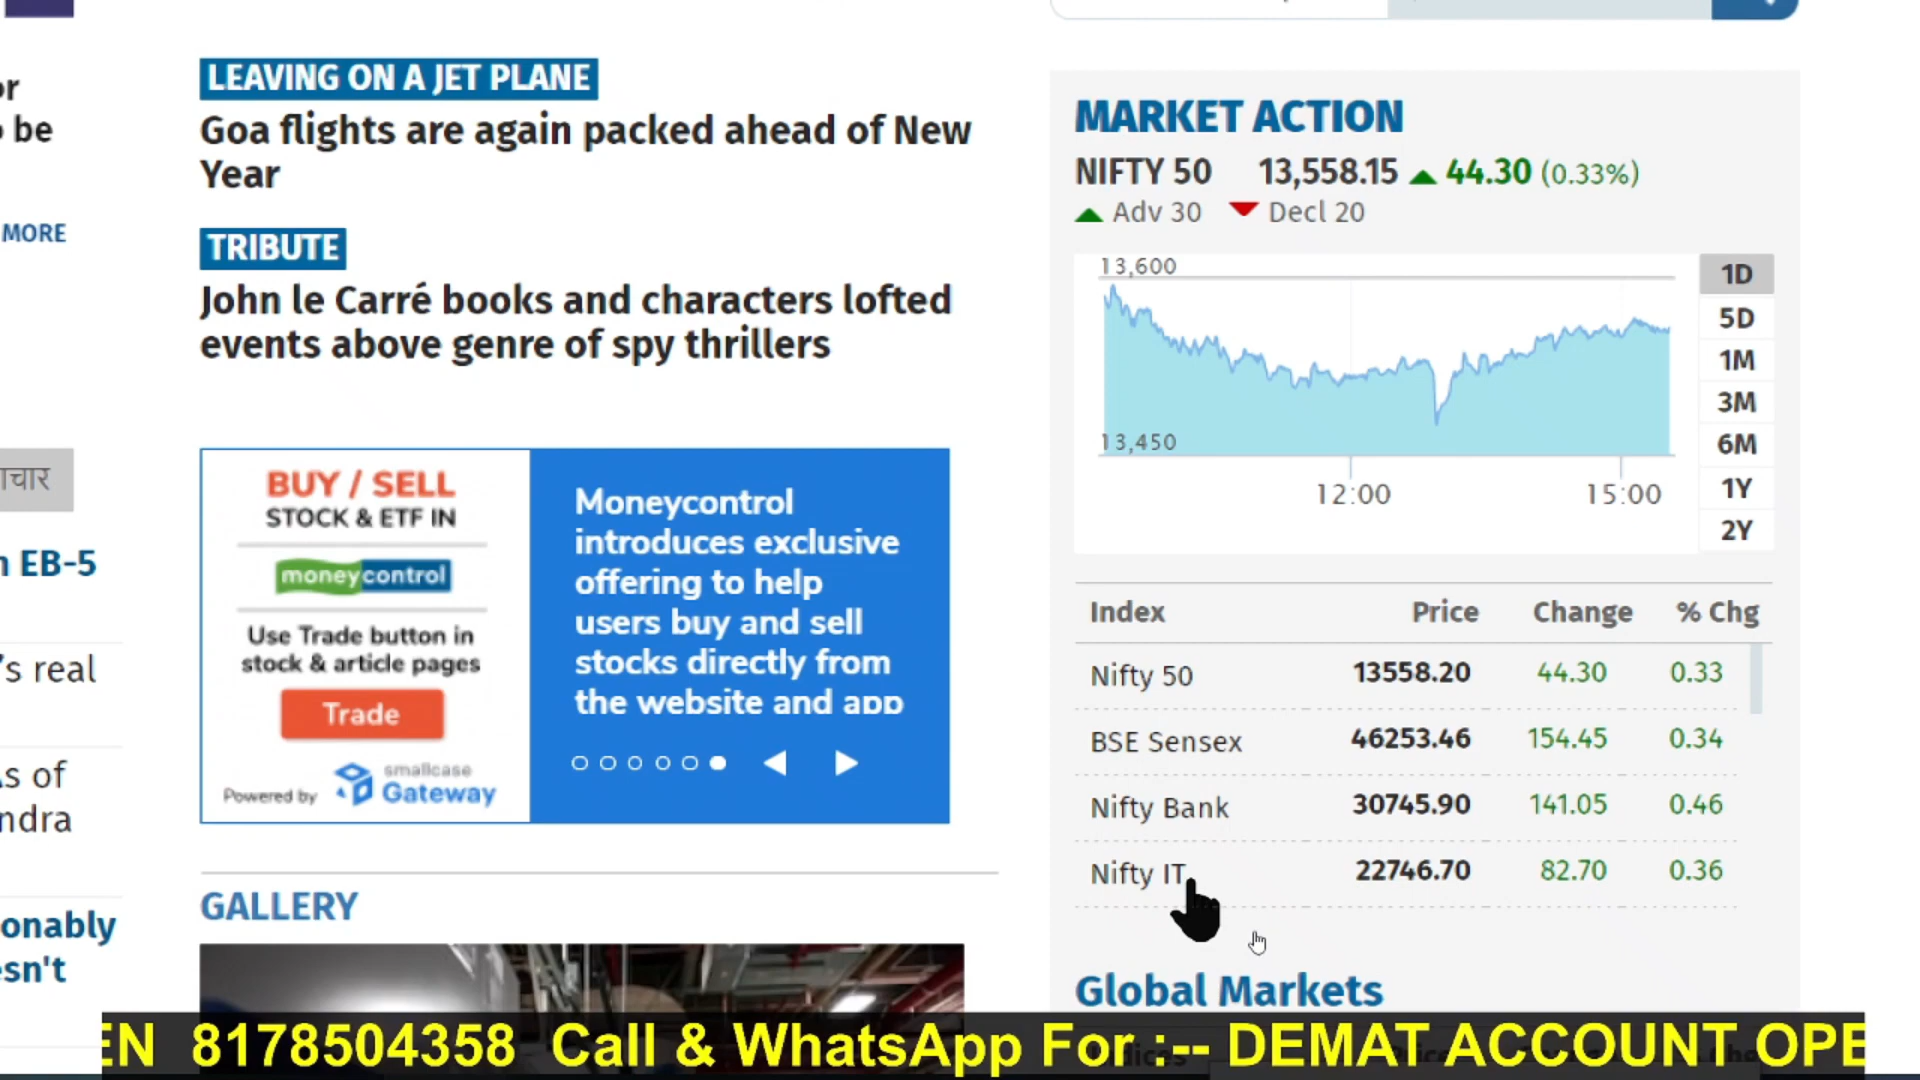 or
o be
MORE
ाचार
n EB-5
's real
As of
ndra
onably
esn't
LEAVING ON A JET PLANE
Goa flights are again packed ahead of New
Year
TRIBUTE
John le Carré books and characters lofted
events above genre of spy thrillers
BUY / SELL
STOCK & ETF IN
moneycontrol
Use Trade button in
stock & article pages
Trade
Powered by smallcase Gateway
Moneycontrol
introduces exclusive
offering to help
users buy and sell
stocks directly from
the website and app
GALLERY
MARKET ACTION
NIFTY 50 13,558.15 44.30 (0.33%)
Adv 30 Decl 20
13,600
13,450
12:00 15:00
1D
5D
1M
3M
6M
1Y
2Y
Index Price Change % Chg
Nifty 50 13558.20 44.30 0.33
BSE Sensex 46253.46 154.45 0.34
Nifty Bank 30745.90 141.05 0.46
Nifty IT 22746.70 82.70 0.36
Global Markets
EN 8178504358 Call & WhatsApp For :-- DEMAT ACCOUNT OPE